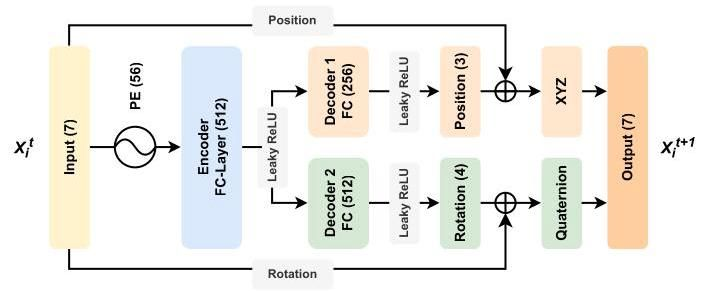 Position
X_i^t
Input (7)
PE (56)
Encoder
FC-Layer (512)
Leaky ReLU
Decoder 1
FC (256)
Leaky ReLU
Position (3)
XYZ
Decoder 2
FC (512)
Leaky ReLU
Rotation (4)
Quaternion
Output (7)
X_i^{t+1}
Rotation